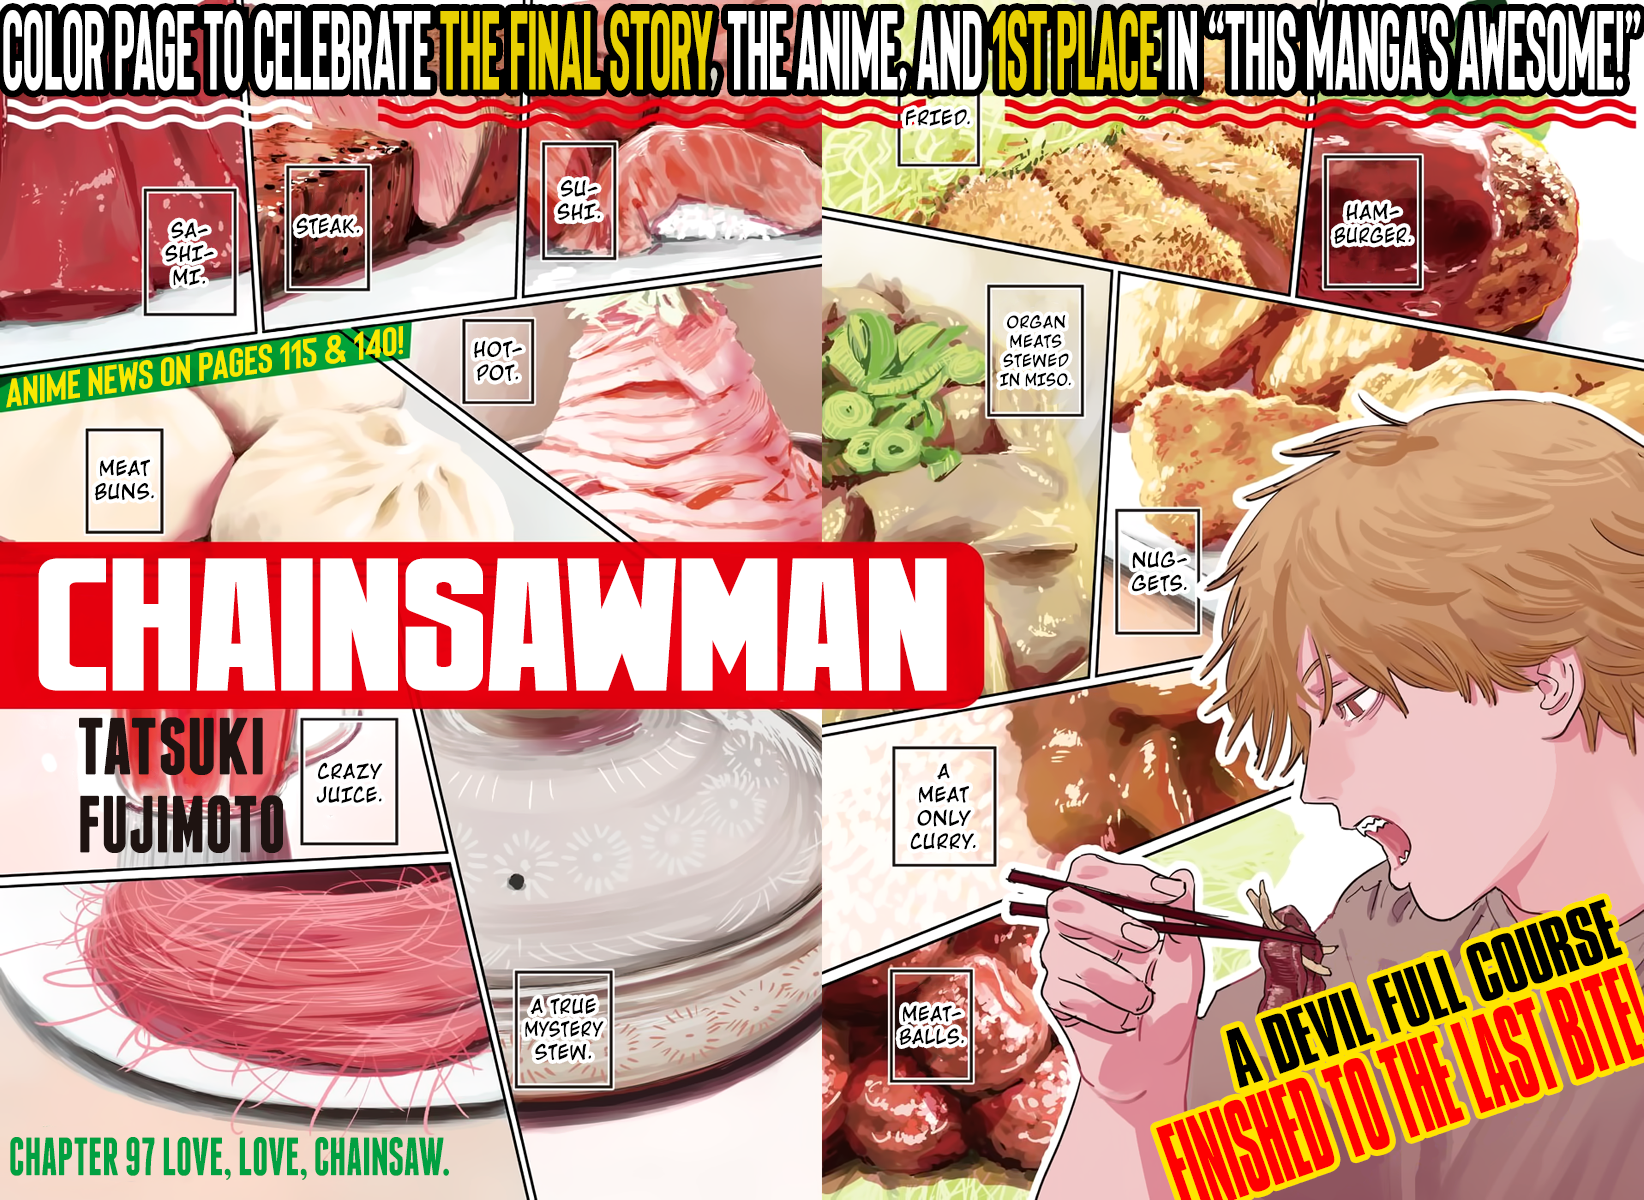 COLOR PAGE TO CELEBRATE THE FINAL STORY, THE ANIME, AND 1ST PLACE IN “THIS MANGA'S AWESOME!”
SA-
SHI-
MI.
STEAK.
SU-
SHI.
FRIED.
HAM-
BURGER.
ANIME NEWS ON PAGES 115 & 140!
MEAT
BUNS.
HOT-
POT.
ORGAN
MEATS
STEWED
IN MISO.
NUG-
GETS.
CHAINSAWMAN
TATSUKI
FUJIMOTO
CRAZY
JUICE.
A TRUE
MYSTERY
STEW.
A
MEAT
ONLY
CURRY.
MEAT-
BALLS.
A DEVIL FULL COURSE
FINISHED TO THE LAST BITE!
CHAPTER 97 LOVE, LOVE, CHAINSAW.